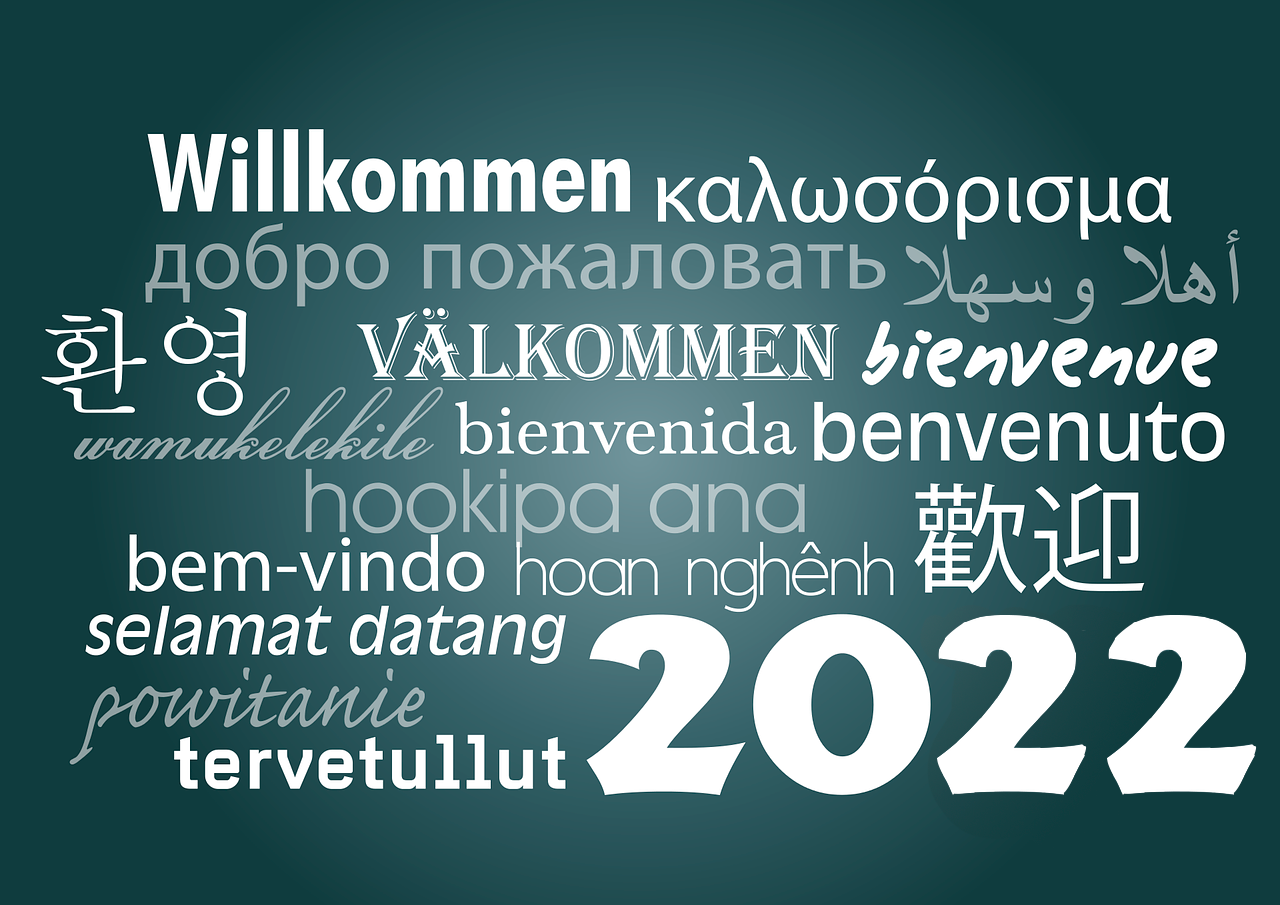 Willkommen καλωσόρισμα
добро пожаловать أهلا وسهلا
환영 VÄLKOMMEN bienvenue
wamukelekile bienvenida benvenuto
hookipa ana 歡迎
bem-vindo hoan nghênh
selamat datang 2022
powitanie
tervetullut